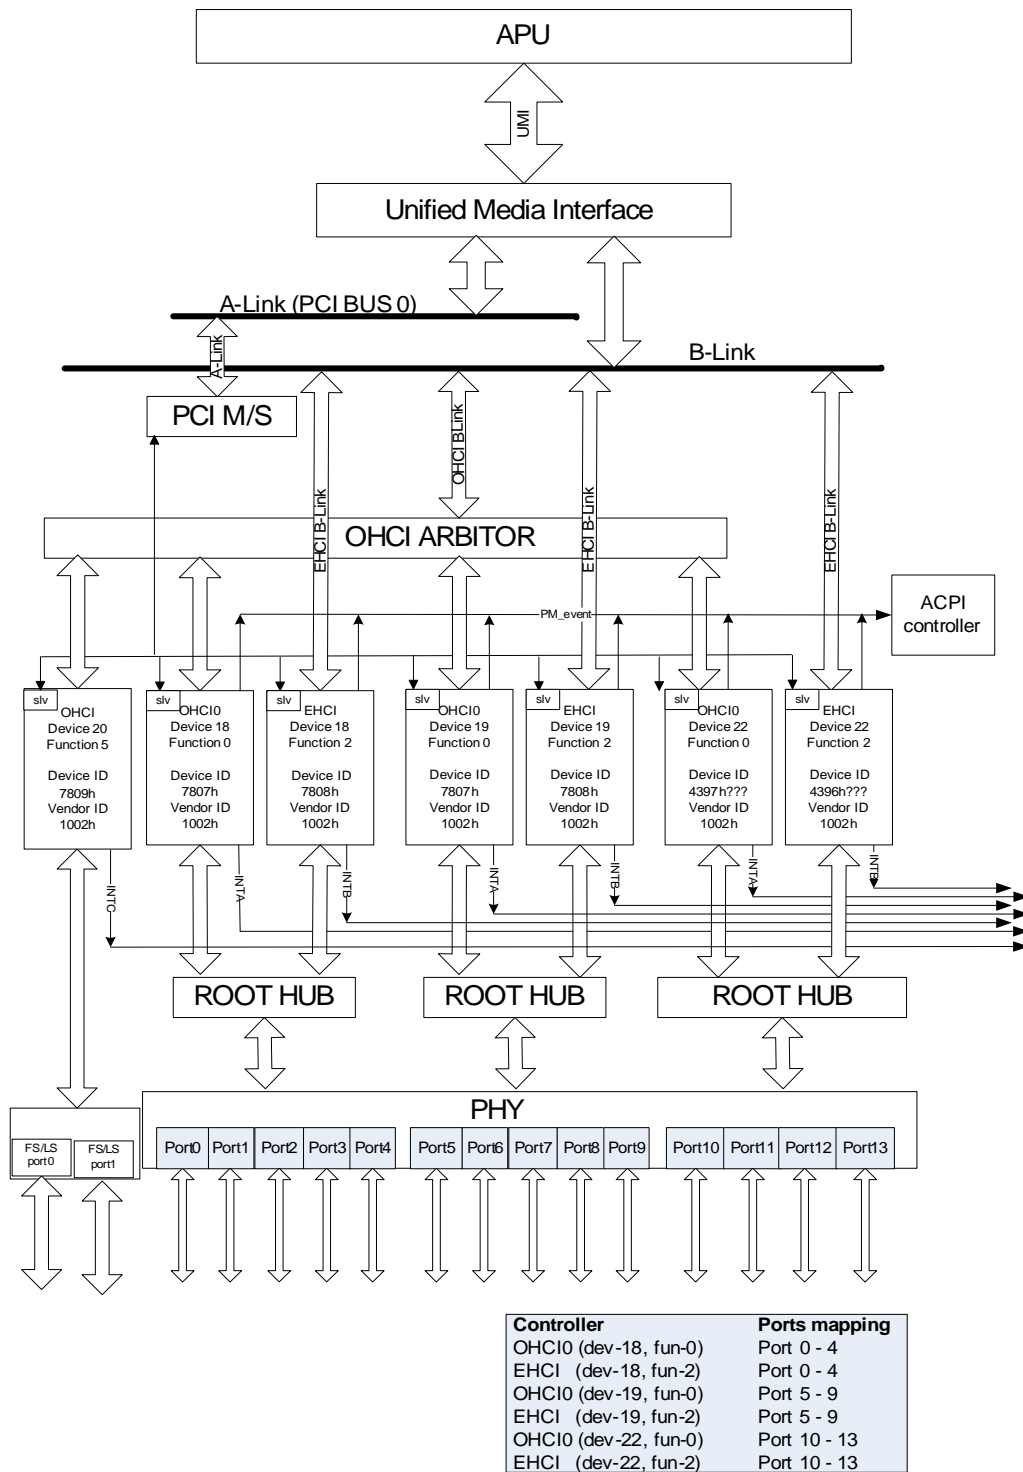 APU
UMI
Unified Media Interface
A-Link (PCI BUS 0)
A-Link
B-Link
PCI M/S
EHCI B-Link
OHCI BLink
EHCI B-Link
EHCI B-Link
OHCI ARBITOR
PM_event
ACPI
controller
slv
OHCI
Device 20
Function 5
Device ID
7809h
Vendor ID
1002h
slv
OHCI0
Device 18
Function 0
Device ID
7807h
Vendor ID
1002h
slv
EHCI
Device 18
Function 2
Device ID
7808h
Vendor ID
1002h
slv
OHCI0
Device 19
Function 0
Device ID
7807h
Vendor ID
1002h
slv
EHCI
Device 19
Function 2
Device ID
7808h
Vendor ID
1002h
slv
OHCI0
Device 22
Function 0
Device ID
4397h???
Vendor ID
1002h
slv
EHCI
Device 22
Function 2
Device ID
4396h???
Vendor ID
1002h
INTC
INTA
INTB
INTA
INTB
INTA
INTB
ROOT HUB
ROOT HUB
ROOT HUB
PHY
FS/LS
port0
FS/LS
port1
Port0 Port1 Port2 Port3 Port4 Port5 Port6 Port7 Port8 Port9 Port10 Port11 Port12 Port13
Controller Ports mapping
OHCI0 (dev-18, fun-0) Port 0 - 4
EHCI (dev-18, fun-2) Port 0 - 4
OHCI0 (dev-19, fun-0) Port 5 - 9
EHCI (dev-19, fun-2) Port 5 - 9
OHCI0 (dev-22, fun-0) Port 10 - 13
EHCI (dev-22, fun-2) Port 10 - 13